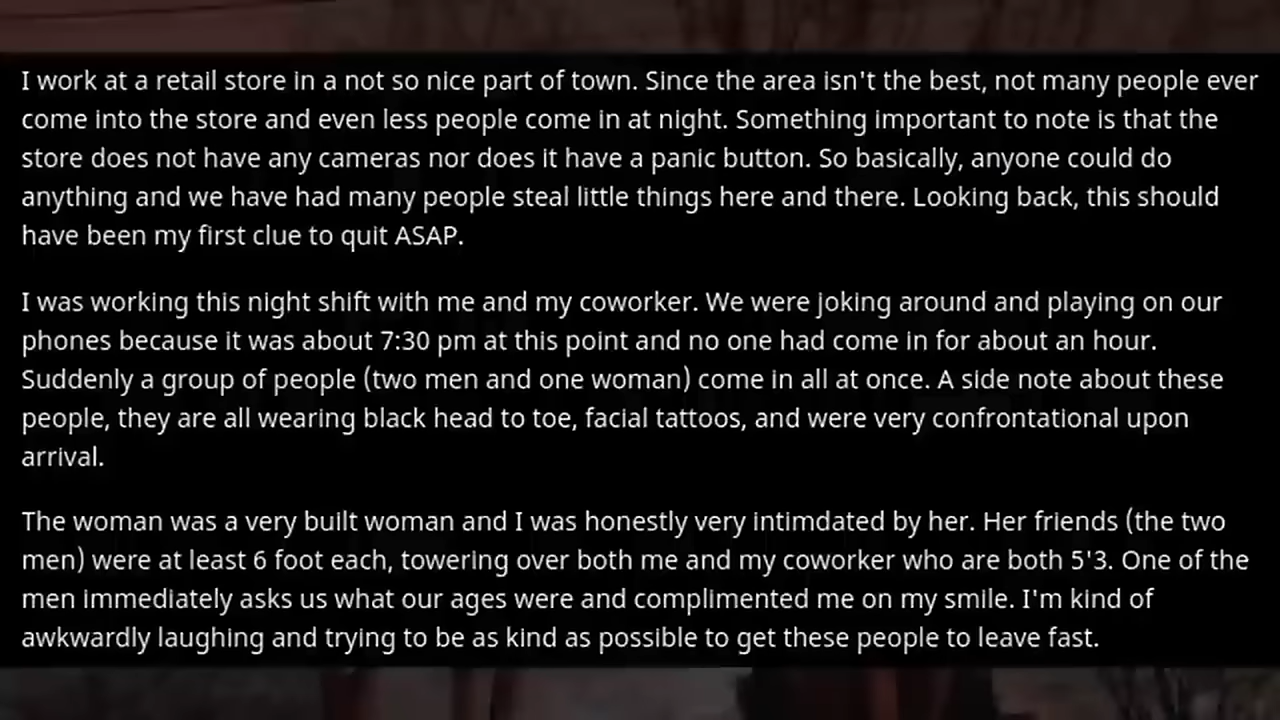 I work at a retail store in a not so nice part of town. Since the area isn't the best, not many people ever
come into the store and even less people come in at night. Something important to note is that the
store does not have any cameras nor does it have a panic button. So basically, anyone could do
anything and we have had many people steal little things here and there. Looking back, this should
have been my first clue to quit ASAP.
I was working this night shift with me and my coworker. We were joking around and playing on our
phones because it was about 7:30 pm at this point and no one had come in for about an hour.
Suddenly a group of people (two men and one woman) come in all at once. A side note about these
people, they are all wearing black head to toe, facial tattoos, and were very confrontational upon
arrival.
The woman was a very built woman and I was honestly very intimdated by her. Her friends (the two
men) were at least 6 foot each, towering over both me and my coworker who are both 5'3. One of the
men immediately asks us what our ages were and complimented me on my smile. I'm kind of
awkwardly laughing and trying to be as kind as possible to get these people to leave fast.